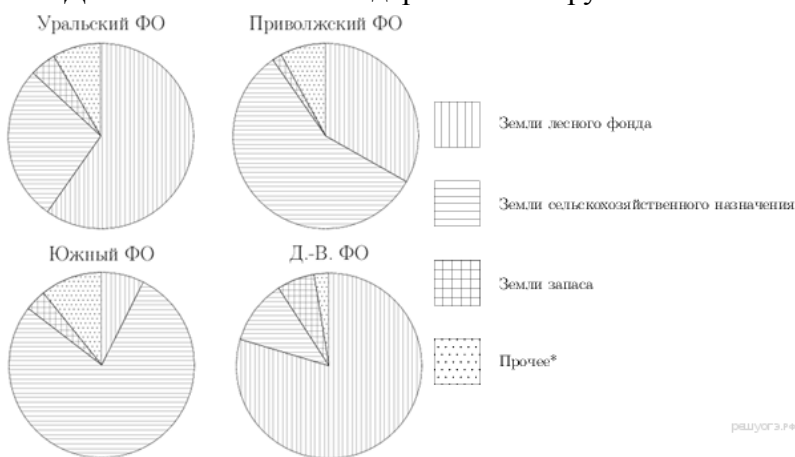 Уральский ФО
Приволжский ФО
Южный ФО
Д.-В. ФО
Земли лесного фонда
Земли сельскохозяйственного назначения
Земли запаса
Прочее*
решуогэ.рф